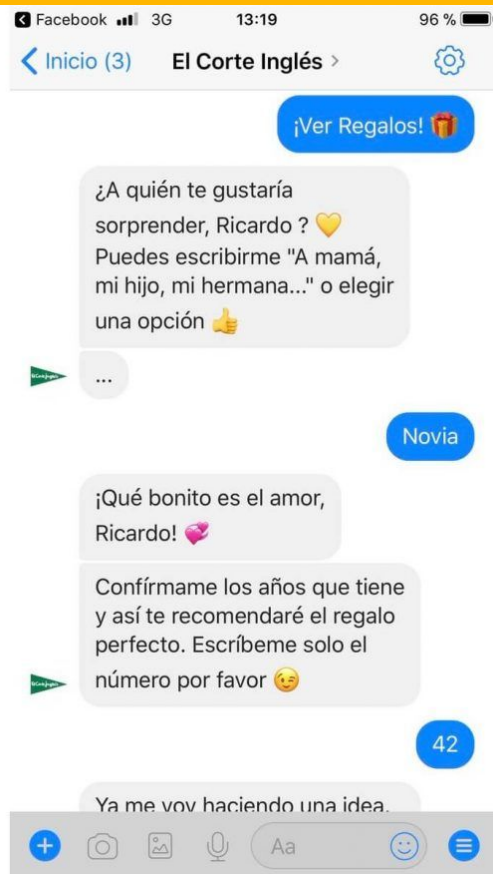 Facebook 3G 13:19 96 %
Inicio (3) El Corte Inglés >
¡Ver Regalos! 🎁
¿A quién te gustaría
sorprender, Ricardo ? 💛
Puedes escribirme "A mamá,
mi hijo, mi hermana..." o elegir
una opción 👍
...
Novia
¡Qué bonito es el amor,
Ricardo! 💞
Confírmame los años que tiene
y así te recomendaré el regalo
perfecto. Escríbeme solo el
número por favor 😉
42
Ya me voy haciendo una idea.
Aa